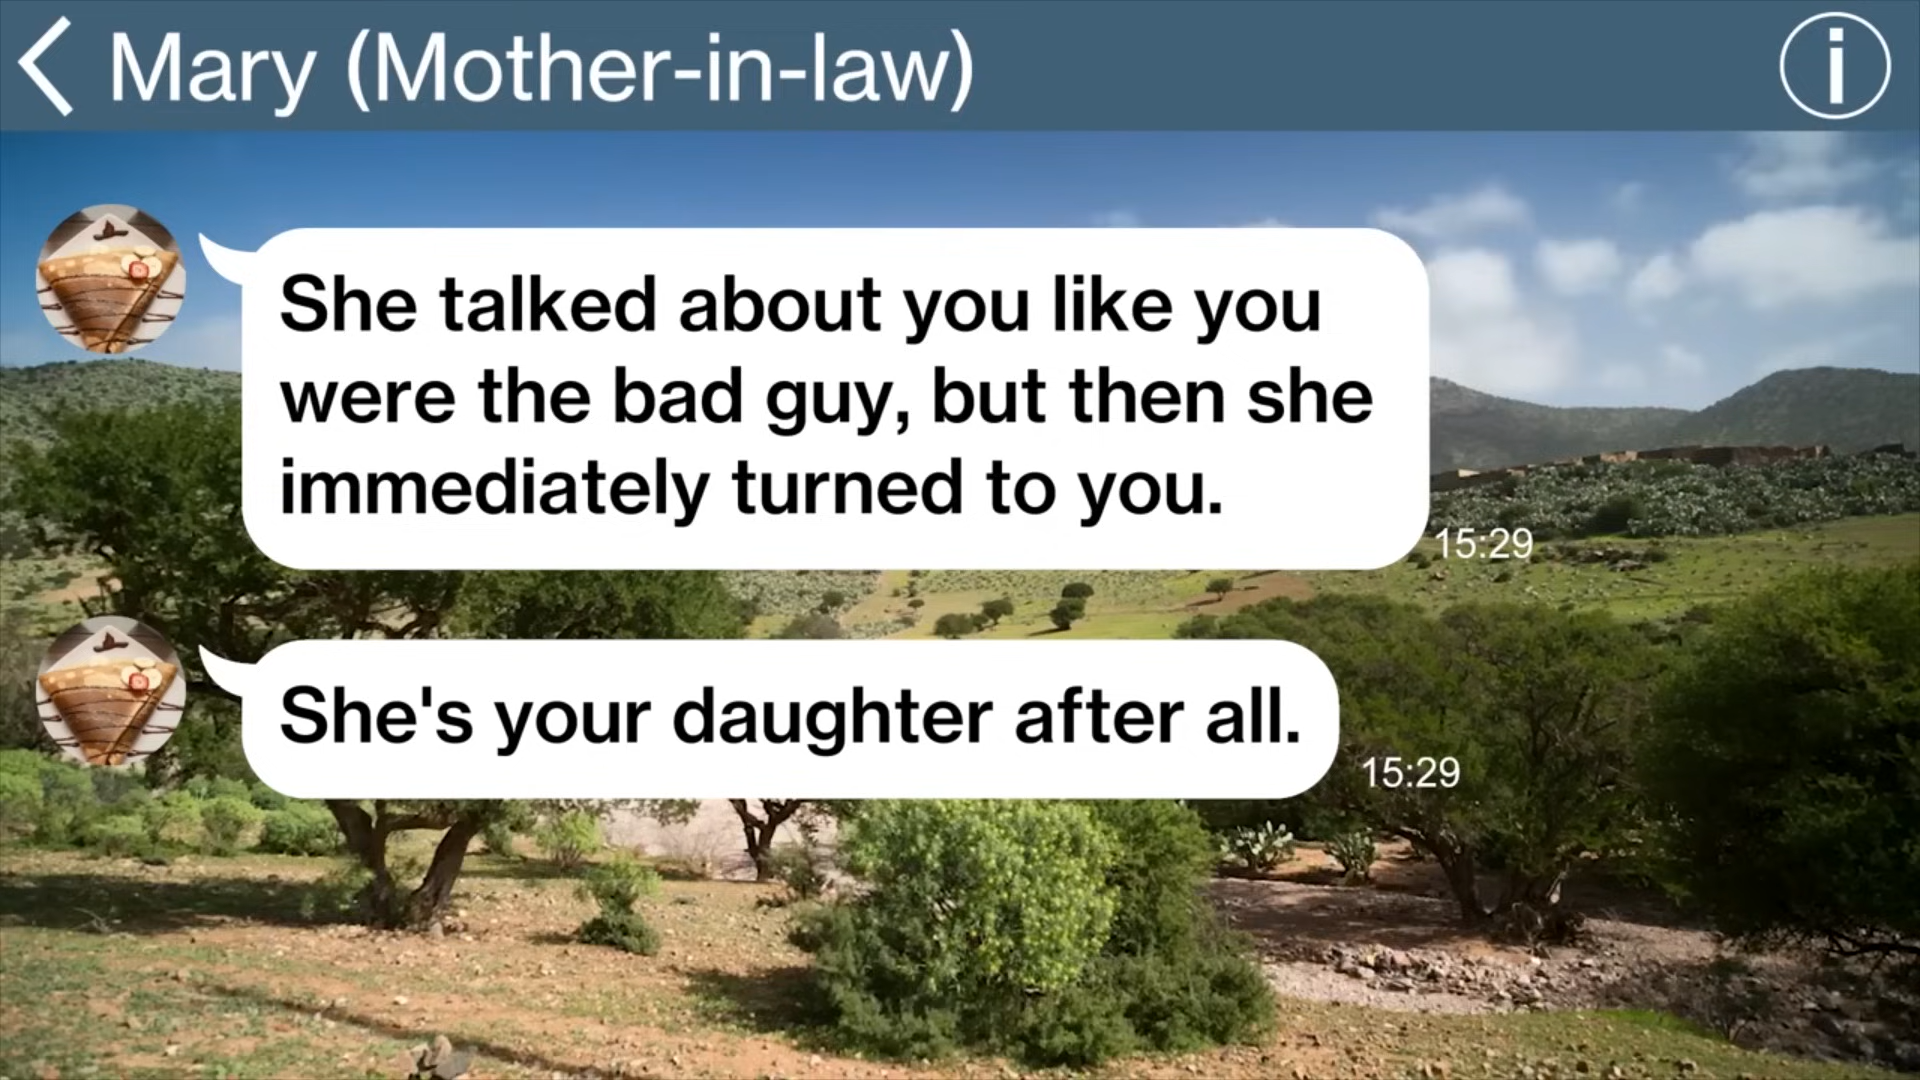 Mary (Mother-in-law)
She talked about you like you
were the bad guy, but then she
immediately turned to you.
15:29
She's your daughter after all.
15:29